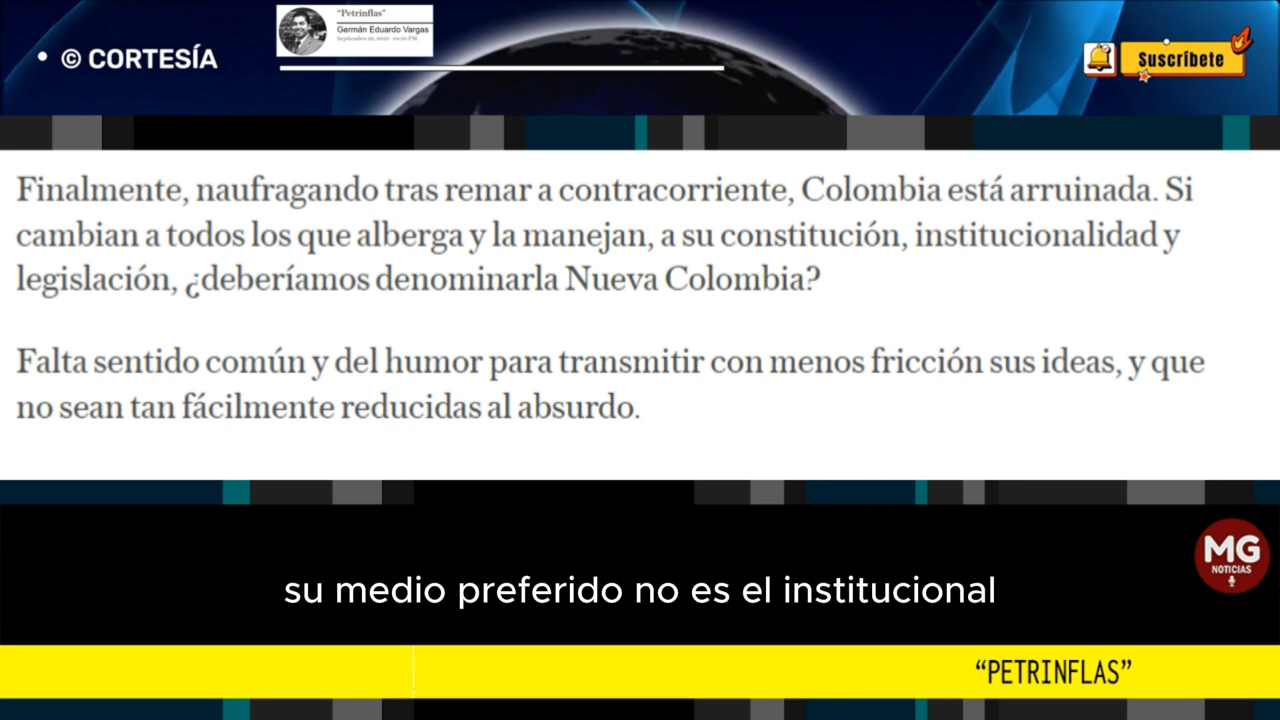 "Petrinflas"
Germán Eduardo Vargas
• © CORTESÍA
Suscríbete
Finalmente, naufragando tras remar a contracorriente, Colombia está arruinada. Si
cambian a todos los que alberga y la manejan, a su constitución, institucionalidad y
legislación, ¿deberíamos denominarla Nueva Colombia?
Falta sentido común y del humor para transmitir con menos fricción sus ideas, y que
no sean tan fácilmente reducidas al absurdo.
MG
NOTICIAS
su medio preferido no es el institucional
“PETRINFLAS”